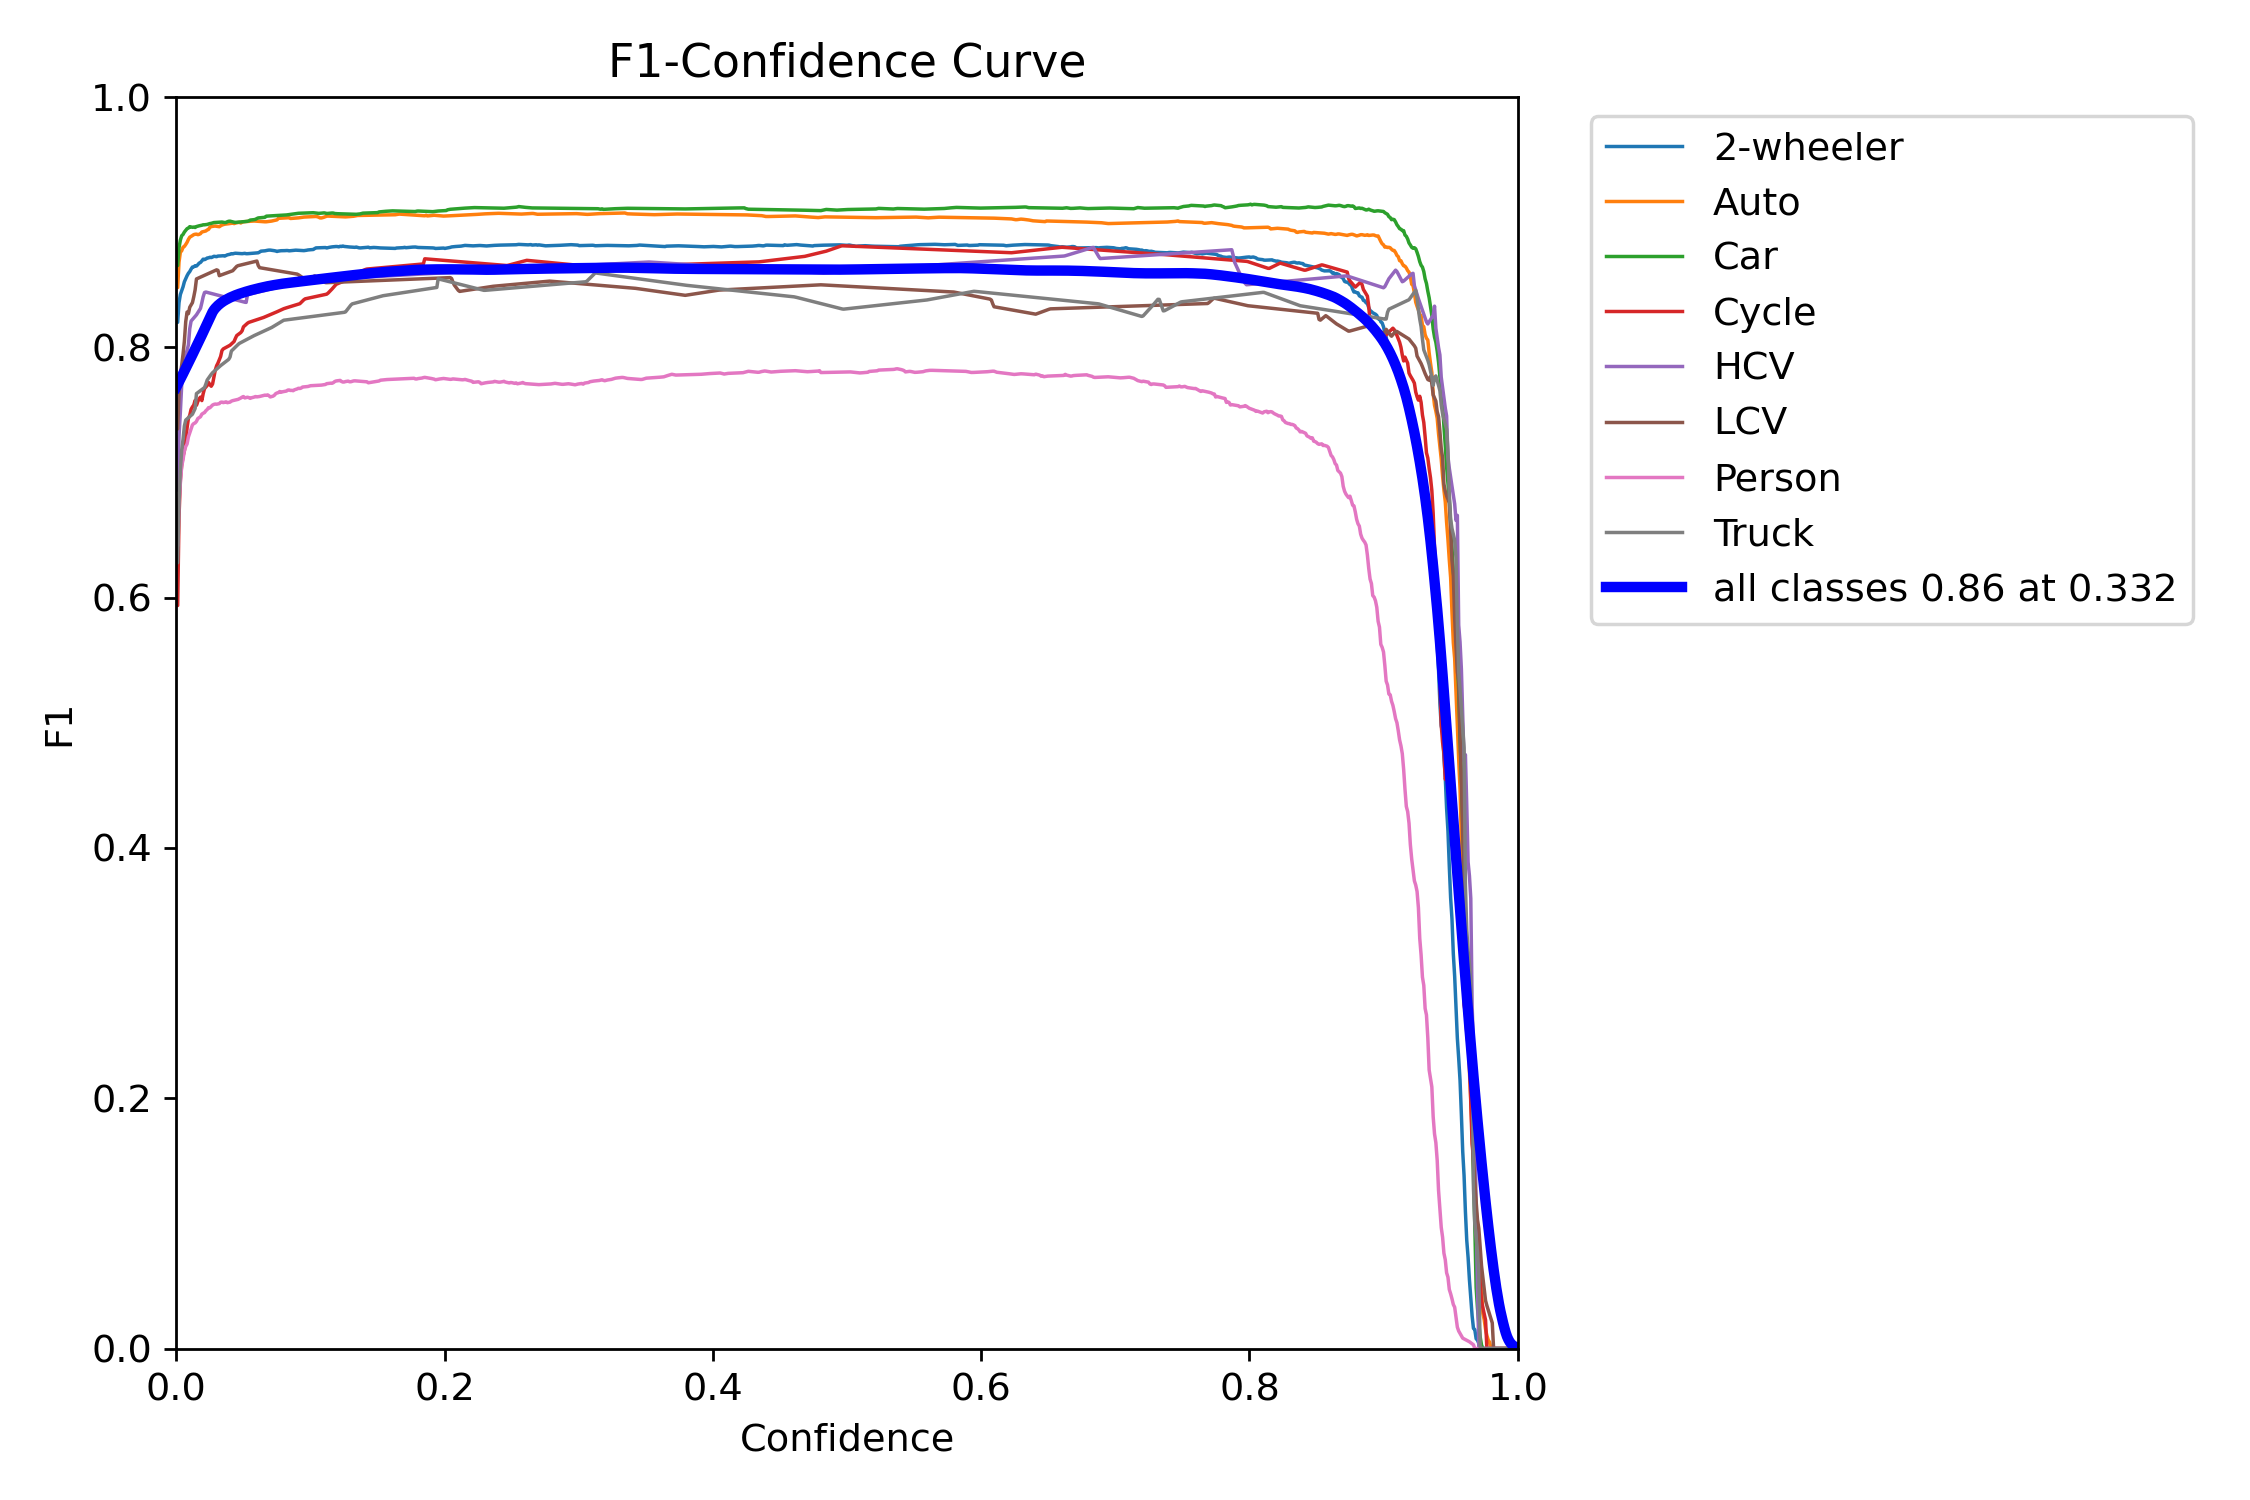 F1-Confidence Curve
1.0
0.8
0.6
0.4
0.2
0.0
F1
0.0 0.2 0.4 0.6 0.8 1.0
Confidence
2-wheeler
Auto
Car
Cycle
HCV
LCV
Person
Truck
all classes 0.86 at 0.332